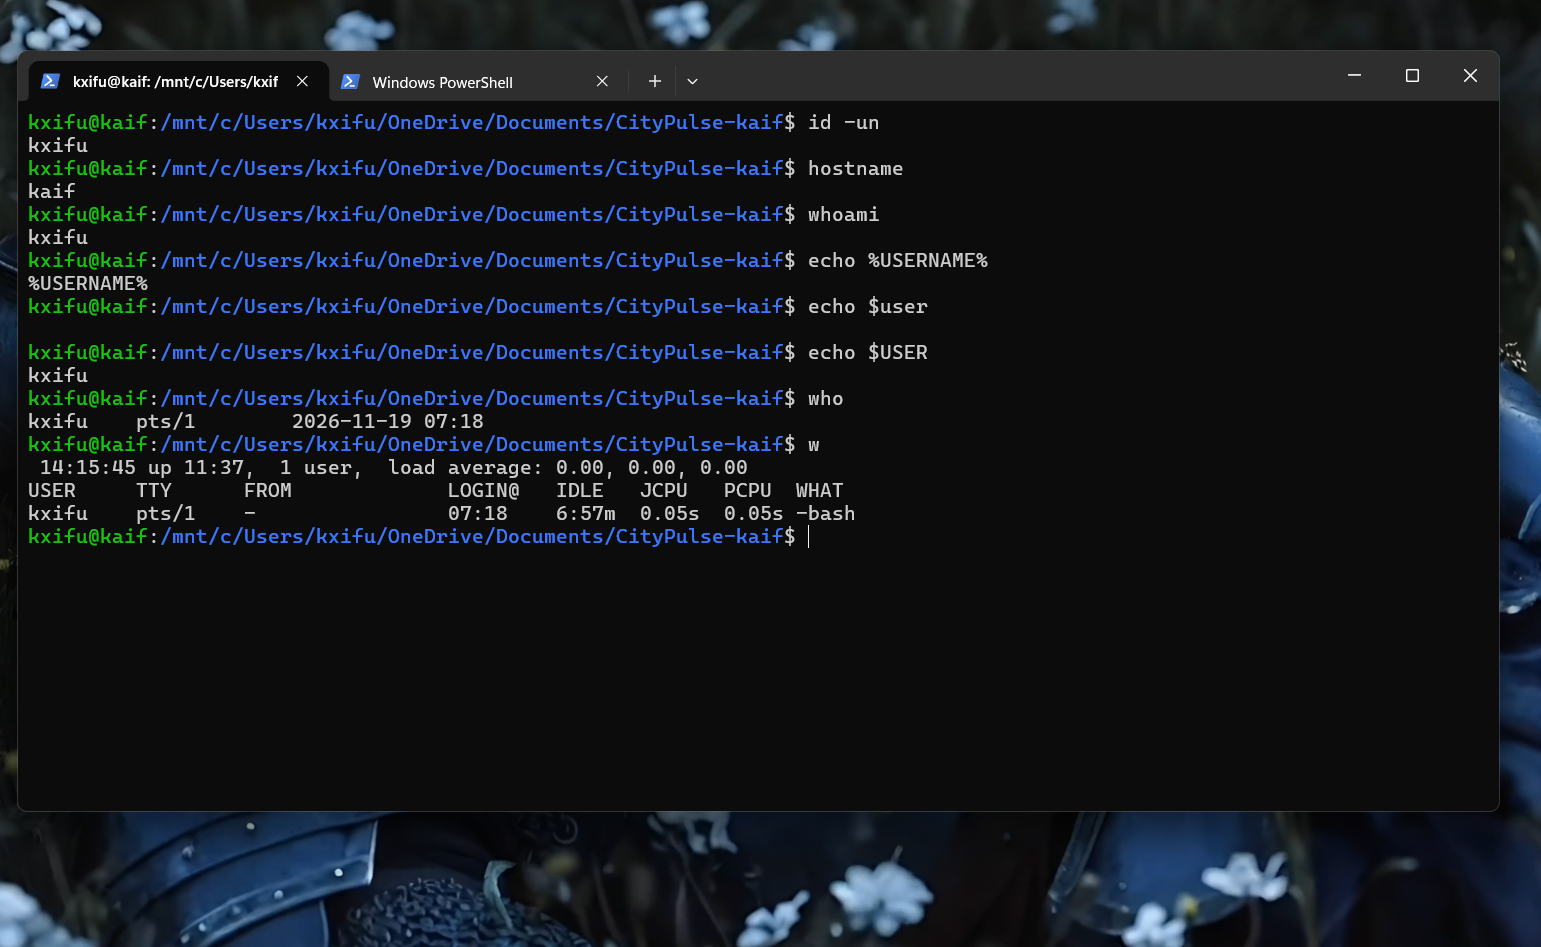 kxifu@kaif: /mnt/c/Users/kxif
Windows PowerShell
kxifu@kaif:/mnt/c/Users/kxifu/OneDrive/Documents/CityPulse-kaif$ id -un
kxifu
kxifu@kaif:/mnt/c/Users/kxifu/OneDrive/Documents/CityPulse-kaif$ hostname
kaif
kxifu@kaif:/mnt/c/Users/kxifu/OneDrive/Documents/CityPulse-kaif$ whoami
kxifu
kxifu@kaif:/mnt/c/Users/kxifu/OneDrive/Documents/CityPulse-kaif$ echo %USERNAME%
%USERNAME%
kxifu@kaif:/mnt/c/Users/kxifu/OneDrive/Documents/CityPulse-kaif$ echo $user
kxifu@kaif:/mnt/c/Users/kxifu/OneDrive/Documents/CityPulse-kaif$ echo $USER
kxifu
kxifu@kaif:/mnt/c/Users/kxifu/OneDrive/Documents/CityPulse-kaif$ who
kxifu    pts/1        2026-11-19 07:18
kxifu@kaif:/mnt/c/Users/kxifu/OneDrive/Documents/CityPulse-kaif$ w
 14:15:45 up 11:37,  1 user,  load average: 0.00, 0.00, 0.00
USER     TTY      FROM             LOGIN@   IDLE   JCPU   PCPU  WHAT
kxifu    pts/1    -                07:18    6:57m  0.05s  0.05s -bash
kxifu@kaif:/mnt/c/Users/kxifu/OneDrive/Documents/CityPulse-kaif$